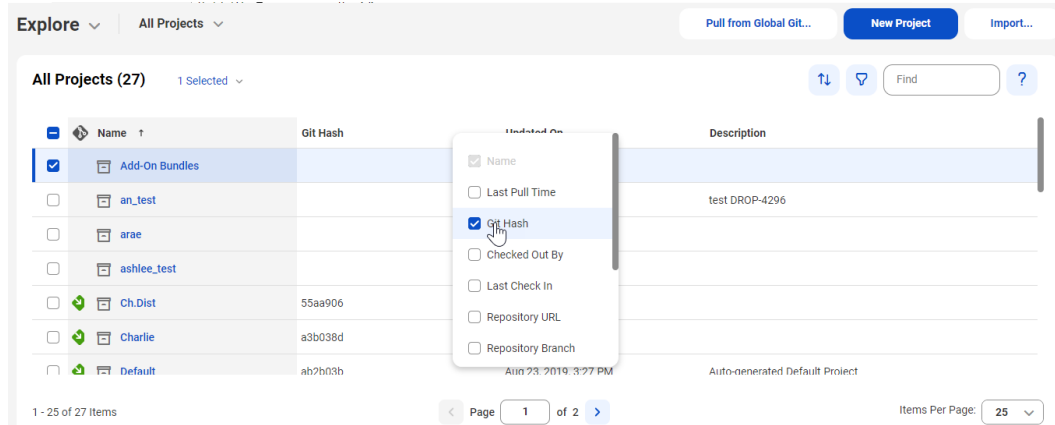 Explore
All Projects
Pull from Global Git...
New Project
Import...
All Projects (27)
1 Selected
Find
?
Name ↑
Git Hash
Updated On
Description
Add-On Bundles
an_test
test DROP-4296
arae
ashlee_test
Ch.Dist
55aa906
Charlie
a3b038d
Default
ab2b03b
Aug 23, 2019, 3:27 PM
Auto-generated Default Project
Name
Last Pull Time
Git Hash
Checked Out By
Last Check In
Repository URL
Repository Branch
1 - 25 of 27 Items
Page 1 of 2
Items Per Page: 25